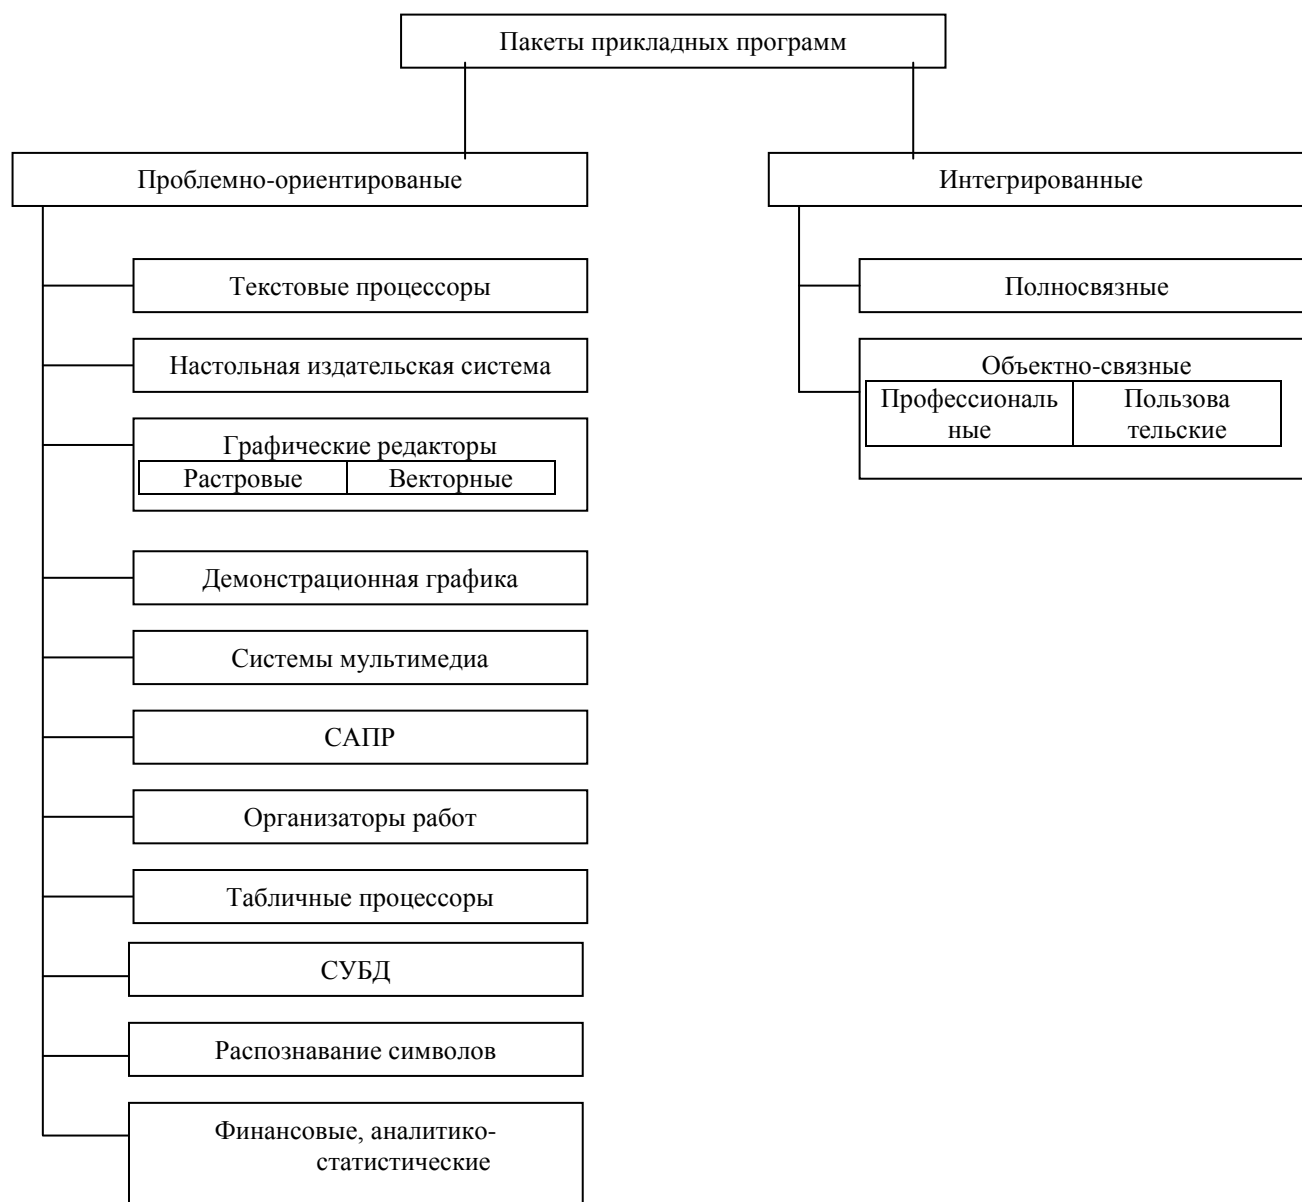 Пакеты прикладных программ
Проблемно-ориентированые
Интегрированные
Текстовые процессоры
Настольная издательская система
Графические редакторы
Растровые
Векторные
Демонстрационная графика
Системы мультимедиа
САПР
Организаторы работ
Табличные процессоры
СУБД
Распознавание символов
Финансовые, аналитико-
статистические
Полносвязные
Объектно-связные
Профессиональ
ные
Пользова
тельские